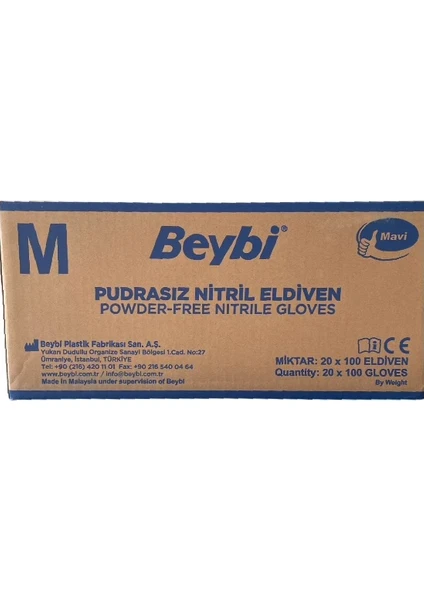 M
Beybi®
Mavi
PUDRASIZ NİTRİL ELDİVEN
POWDER-FREE NITRILE GLOVES
Beybi Plastik Fabrikası San. A.Ş.
Yukarı Dudullu Organize Sanayi Bölgesi 1.Cad. No:27
Ümraniye, İstanbul, TÜRKİYE
Tel: +90 (216) 420 11 01 Fax: +90 216 540 04 64
www.beybi.com.tr / info@beybi.com.tr
Made in Malaysia under supervision of Beybi
CE
MİKTAR: 20 x 100 ELDİVEN
Quantity: 20 x 100 GLOVES
By Weight